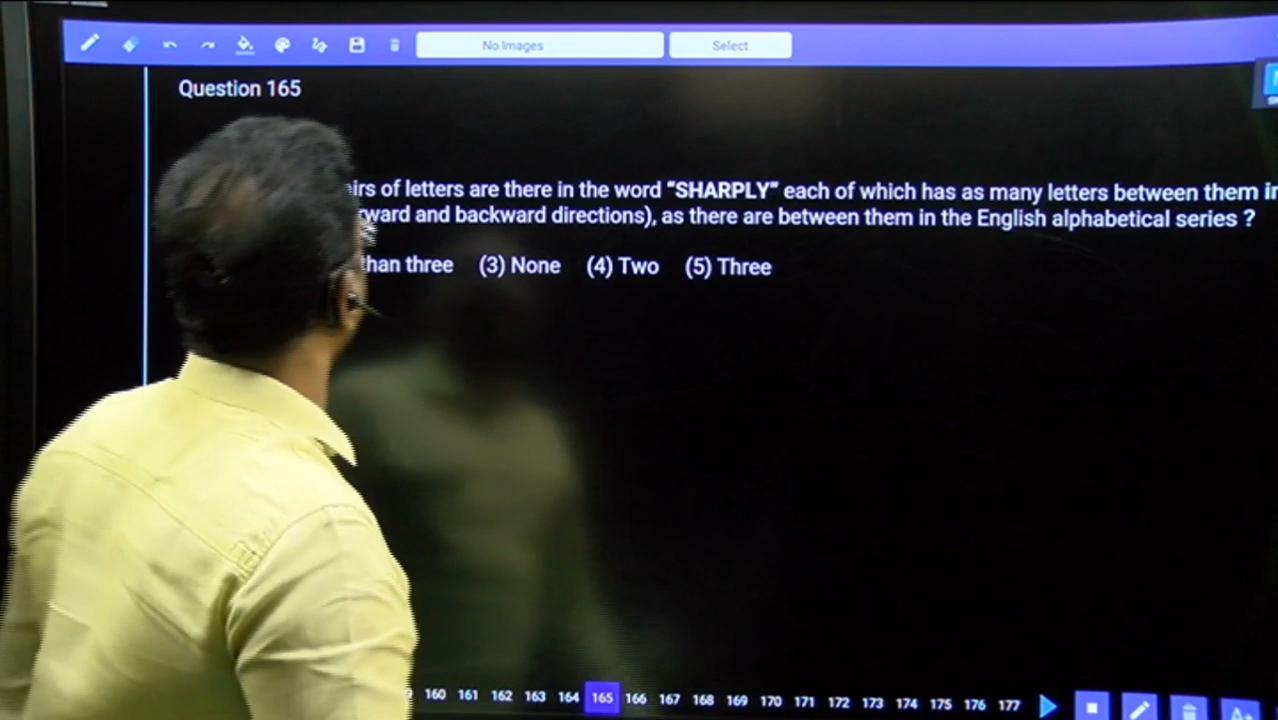 No Images
Select
Question 165
irs of letters are there in the word “SHARPLY” each of which has as many letters between them in
ward and backward directions), as there are between them in the English alphabetical series ?
han three (3) None (4) Two (5) Three
160 161 162 163 164 165 166 167 168 169 170 171 172 173 174 175 176 177